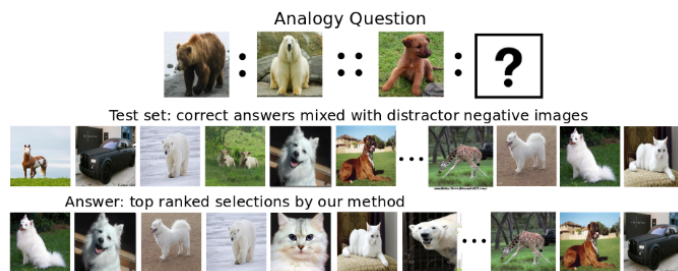 Analogy Question
: :: : ?
Test set: correct answers mixed with distractor negative images
...
Answer: top ranked selections by our method
...